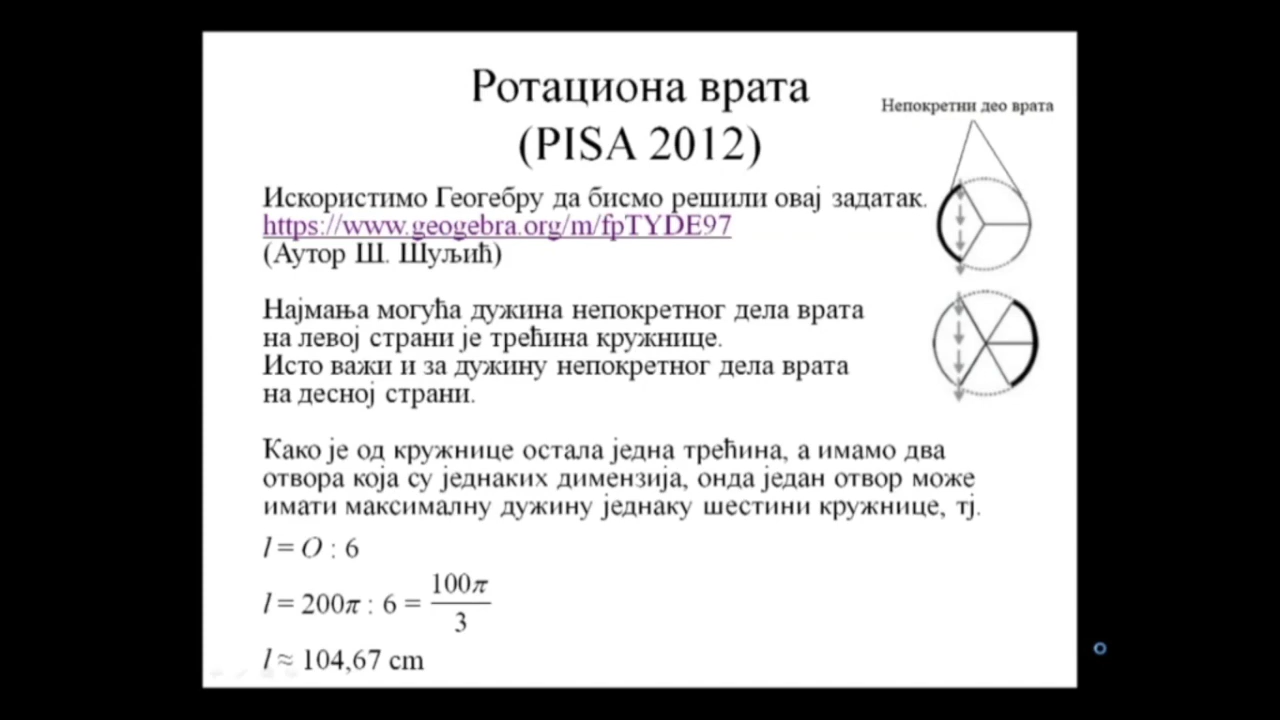 Ротациона врата
(PISA 2012)
Непокретни део врата
Искористимо Геогебру да бисмо решили овај задатак.
https://www.geogebra.org/m/fpTYDE97
(Аутор Ш. Шуљић)
Најмања могућа дужина непокретног дела врата
на левој страни је трећина кружнице.
Исто важи и за дужину непокретног дела врата
на десној страни.
Како је од кружнице остала једна трећина, а имамо два
отвора која су једнаких димензија, онда један отвор може
имати максималну дужину једнаку шестини кружнице, тј.
l = O : 6
l = 200π : 6 = 100π/3
l ≈ 104,67 cm